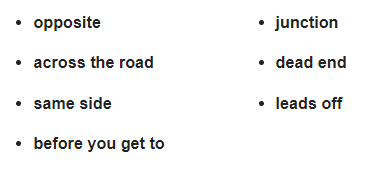 • opposite
• across the road
• same side
• before you get to
• junction
• dead end
• leads off